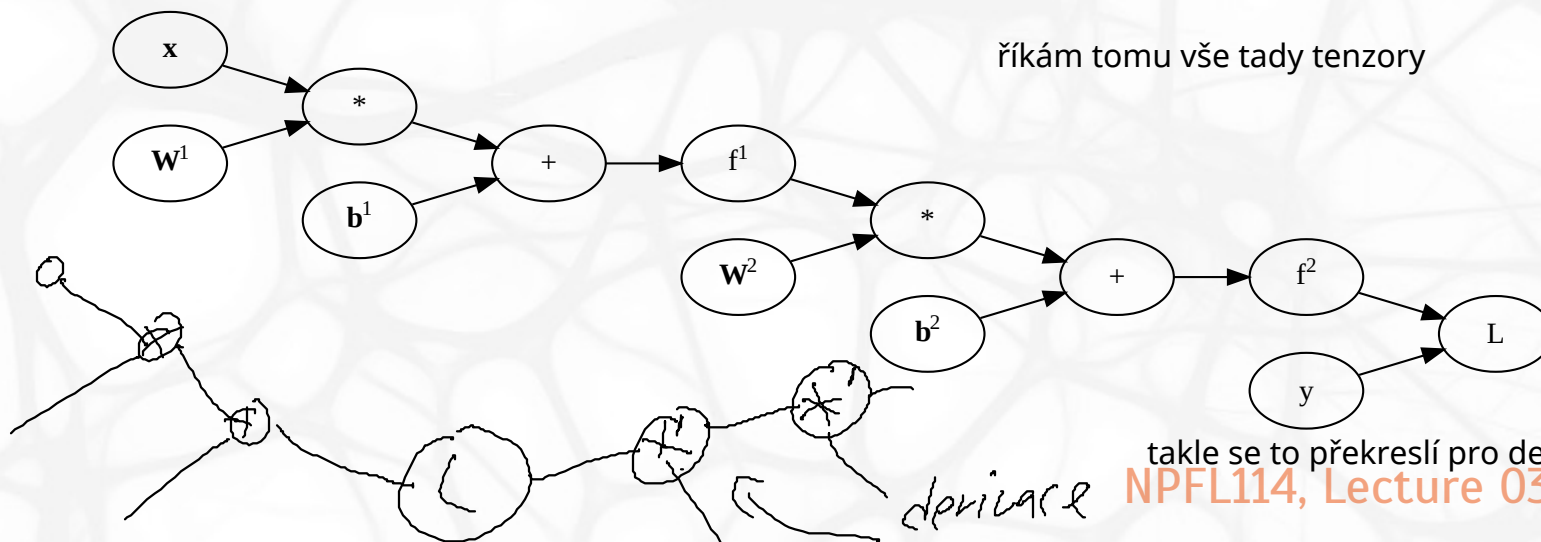 x
říkám tomu vše tady tenzory
*
W¹
+
f¹
b¹
*
W²
+
f²
b²
L
y
takle se to překreslí pro de
derivace
NPFL114, Lecture 03
+
L
+
*